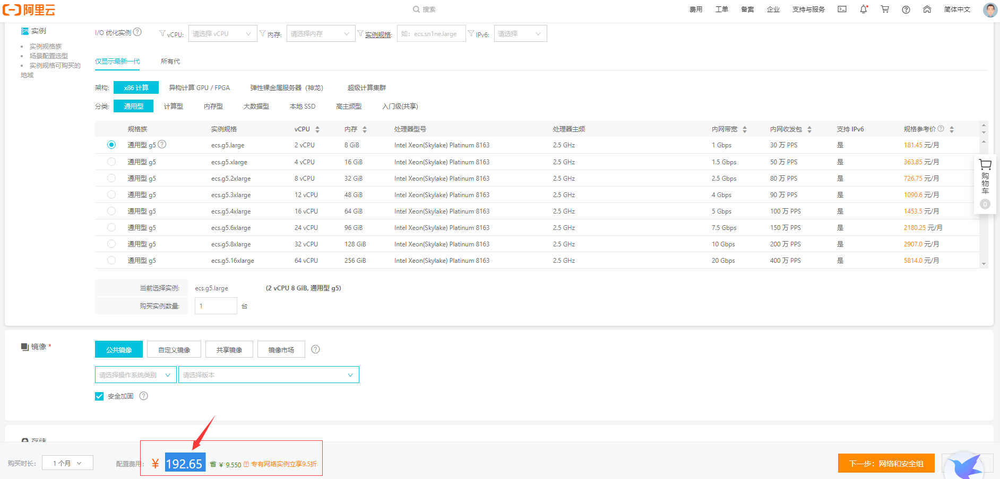 阿里云
搜索
费用 工单 备案 企业 支持与服务 简体中文
实例
实例规格族
场景配置选型
实例规格可购买的
地域
I/O 优化实例 ? vCPU: 请选择 vCPU 内存: 请选择内存 实例规格: 如：ecs.sn1ne.large IPv6: 请选择
仅显示最新一代 所有代
架构: x86 计算 异构计算 GPU / FPGA 弹性裸金属服务器（神龙） 超级计算集群
分类: 通用型 计算型 内存型 大数据型 本地 SSD 高主频型 入门级(共享)
规格族 实例规格 vCPU 内存 处理器型号 处理器主频 内网带宽 内网收发包 支持 IPv6 规格参考价 ?
通用型 g5 ? ecs.g5.large 2 vCPU 8 GiB Intel Xeon(Skylake) Platinum 8163 2.5 GHz 1 Gbps 30 万 PPS 是 181.45 元/月
通用型 g5 ecs.g5.xlarge 4 vCPU 16 GiB Intel Xeon(Skylake) Platinum 8163 2.5 GHz 1.5 Gbps 50 万 PPS 是 363.85 元/月
通用型 g5 ecs.g5.2xlarge 8 vCPU 32 GiB Intel Xeon(Skylake) Platinum 8163 2.5 GHz 2.5 Gbps 80 万 PPS 是 726.75 元/月
通用型 g5 ecs.g5.3xlarge 12 vCPU 48 GiB Intel Xeon(Skylake) Platinum 8163 2.5 GHz 4 Gbps 90 万 PPS 是 1090.6 元/月
通用型 g5 ecs.g5.4xlarge 16 vCPU 64 GiB Intel Xeon(Skylake) Platinum 8163 2.5 GHz 5 Gbps 100 万 PPS 是 1453.5 元/月
通用型 g5 ecs.g5.6xlarge 24 vCPU 96 GiB Intel Xeon(Skylake) Platinum 8163 2.5 GHz 7.5 Gbps 150 万 PPS 是 2180.25 元/月
通用型 g5 ecs.g5.8xlarge 32 vCPU 128 GiB Intel Xeon(Skylake) Platinum 8163 2.5 GHz 10 Gbps 200 万 PPS 是 2907.0 元/月
通用型 g5 ecs.g5.16xlarge 64 vCPU 256 GiB Intel Xeon(Skylake) Platinum 8163 2.5 GHz 20 Gbps 400 万 PPS 是 5814.0 元/月
购物车
0
当前选择实例: ecs.g5.large (2 vCPU 8 GiB, 通用型 g5)
购买实例数量: 1 台
镜像 * 公共镜像 自定义镜像 共享镜像 镜像市场 ?
请选择操作系统类别 请选择版本
安全加固 ?
存储
购买时长: 1 个月 配置费用: ¥ 192.65 省 ¥ 9.550 专有网络实例立享9.5折 下一步：网络和安全组